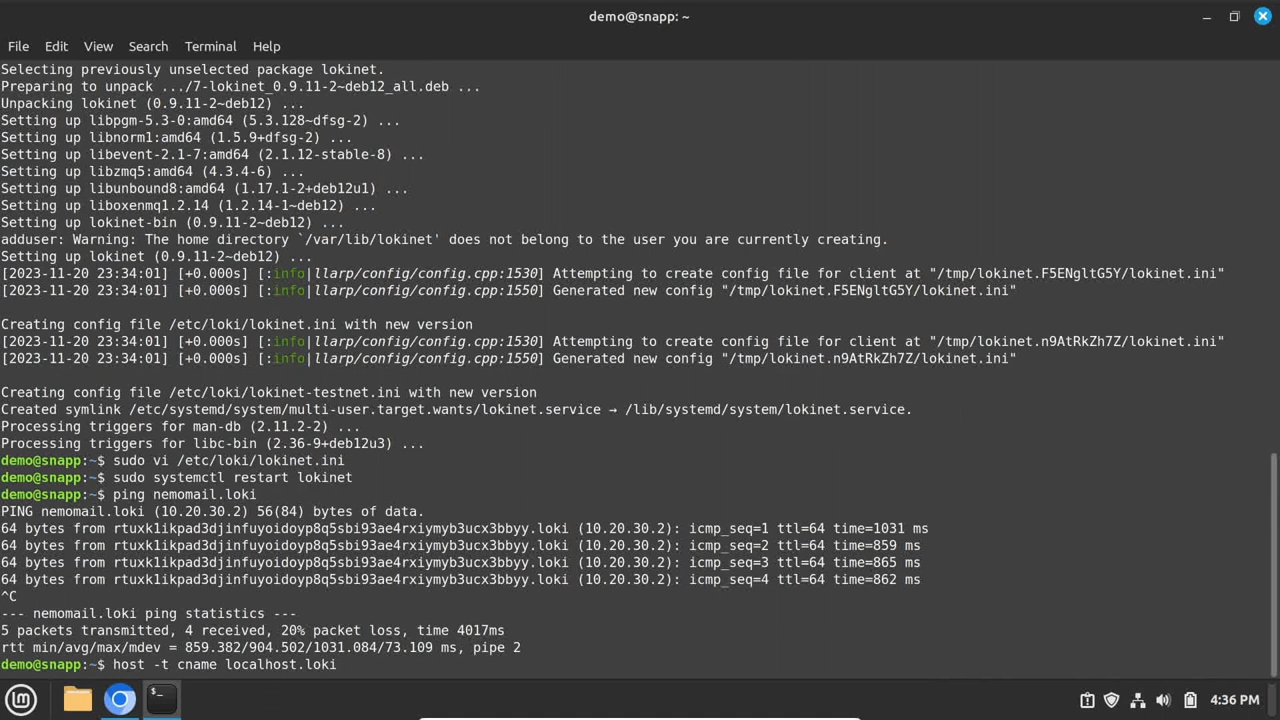 demo@snapp: ~
File Edit View Search Terminal Help
Selecting previously unselected package lokinet.
Preparing to unpack .../7-lokinet_0.9.11-2~deb12_all.deb ...
Unpacking lokinet (0.9.11-2~deb12) ...
Setting up libpgm-5.3-0:amd64 (5.3.128~dfsg-2) ...
Setting up libnorm1:amd64 (1.5.9+dfsg-2) ...
Setting up libevent-2.1-7:amd64 (2.1.12-stable-8) ...
Setting up libzmq5:amd64 (4.3.4-6) ...
Setting up libunbound8:amd64 (1.17.1-2+deb12u1) ...
Setting up loboxenmq1.2.14 (1.2.14-1~deb12) ...
Setting up lokinet-bin (0.9.11-2~deb12) ...
adduser: Warning: The home directory `/var/lib/lokinet' does not belong to the user you are currently creating.
Setting up lokinet (0.9.11-2~deb12) ...
[2023-11-20 23:34:01] [+0.000s] [:info|llarp/config/config.cpp:1530] Attempting to create config file for client at "/tmp/lokinet.F5ENgltG5Y/lokinet.ini"
[2023-11-20 23:34:01] [+0.000s] [:info|llarp/config/config.cpp:1550] Generated new config "/tmp/lokinet.F5ENgltG5Y/lokinet.ini"
Creating config file /etc/loki/lokinet.ini with new version
[2023-11-20 23:34:01] [+0.000s] [:info|llarp/config/config.cpp:1530] Attempting to create config file for client at "/tmp/lokinet.n9AtRkZh7Z/lokinet.ini"
[2023-11-20 23:34:01] [+0.000s] [:info|llarp/config/config.cpp:1550] Generated new config "/tmp/lokinet.n9AtRkZh7Z/lokinet.ini"
Creating config file /etc/loki/lokinet-testnet.ini with new version
Created symlink /etc/systemd/system/multi-user.target.wants/lokinet.service → /lib/systemd/system/lokinet.service.
Processing triggers for man-db (2.11.2-2) ...
Processing triggers for libc-bin (2.36-9+deb12u3) ...
demo@snapp:~$ sudo vi /etc/loki/lokinet.ini
demo@snapp:~$ sudo systemctl restart lokinet
demo@snapp:~$ ping nemomail.loki
PING nemomail.loki (10.20.30.2) 56(84) bytes of data.
64 bytes from rtuxk1ikpad3djinfuyoidoyp8q5sbi93ae4rxiymyb3ucx3bbyy.loki (10.20.30.2): icmp_seq=1 ttl=64 time=1031 ms
64 bytes from rtuxk1ikpad3djinfuyoidoyp8q5sbi93ae4rxiymyb3ucx3bbyy.loki (10.20.30.2): icmp_seq=2 ttl=64 time=859 ms
64 bytes from rtuxk1ikpad3djinfuyoidoyp8q5sbi93ae4rxiymyb3ucx3bbyy.loki (10.20.30.2): icmp_seq=3 ttl=64 time=865 ms
64 bytes from rtuxk1ikpad3djinfuyoidoyp8q5sbi93ae4rxiymyb3ucx3bbyy.loki (10.20.30.2): icmp_seq=4 ttl=64 time=862 ms
^C
--- nemomail.loki ping statistics ---
5 packets transmitted, 4 received, 20% packet loss, time 4017ms
rtt min/avg/max/mdev = 859.382/904.502/1031.084/73.109 ms, pipe 2
demo@snapp:~$ host -t cname localhost.loki
$_
4:36 PM